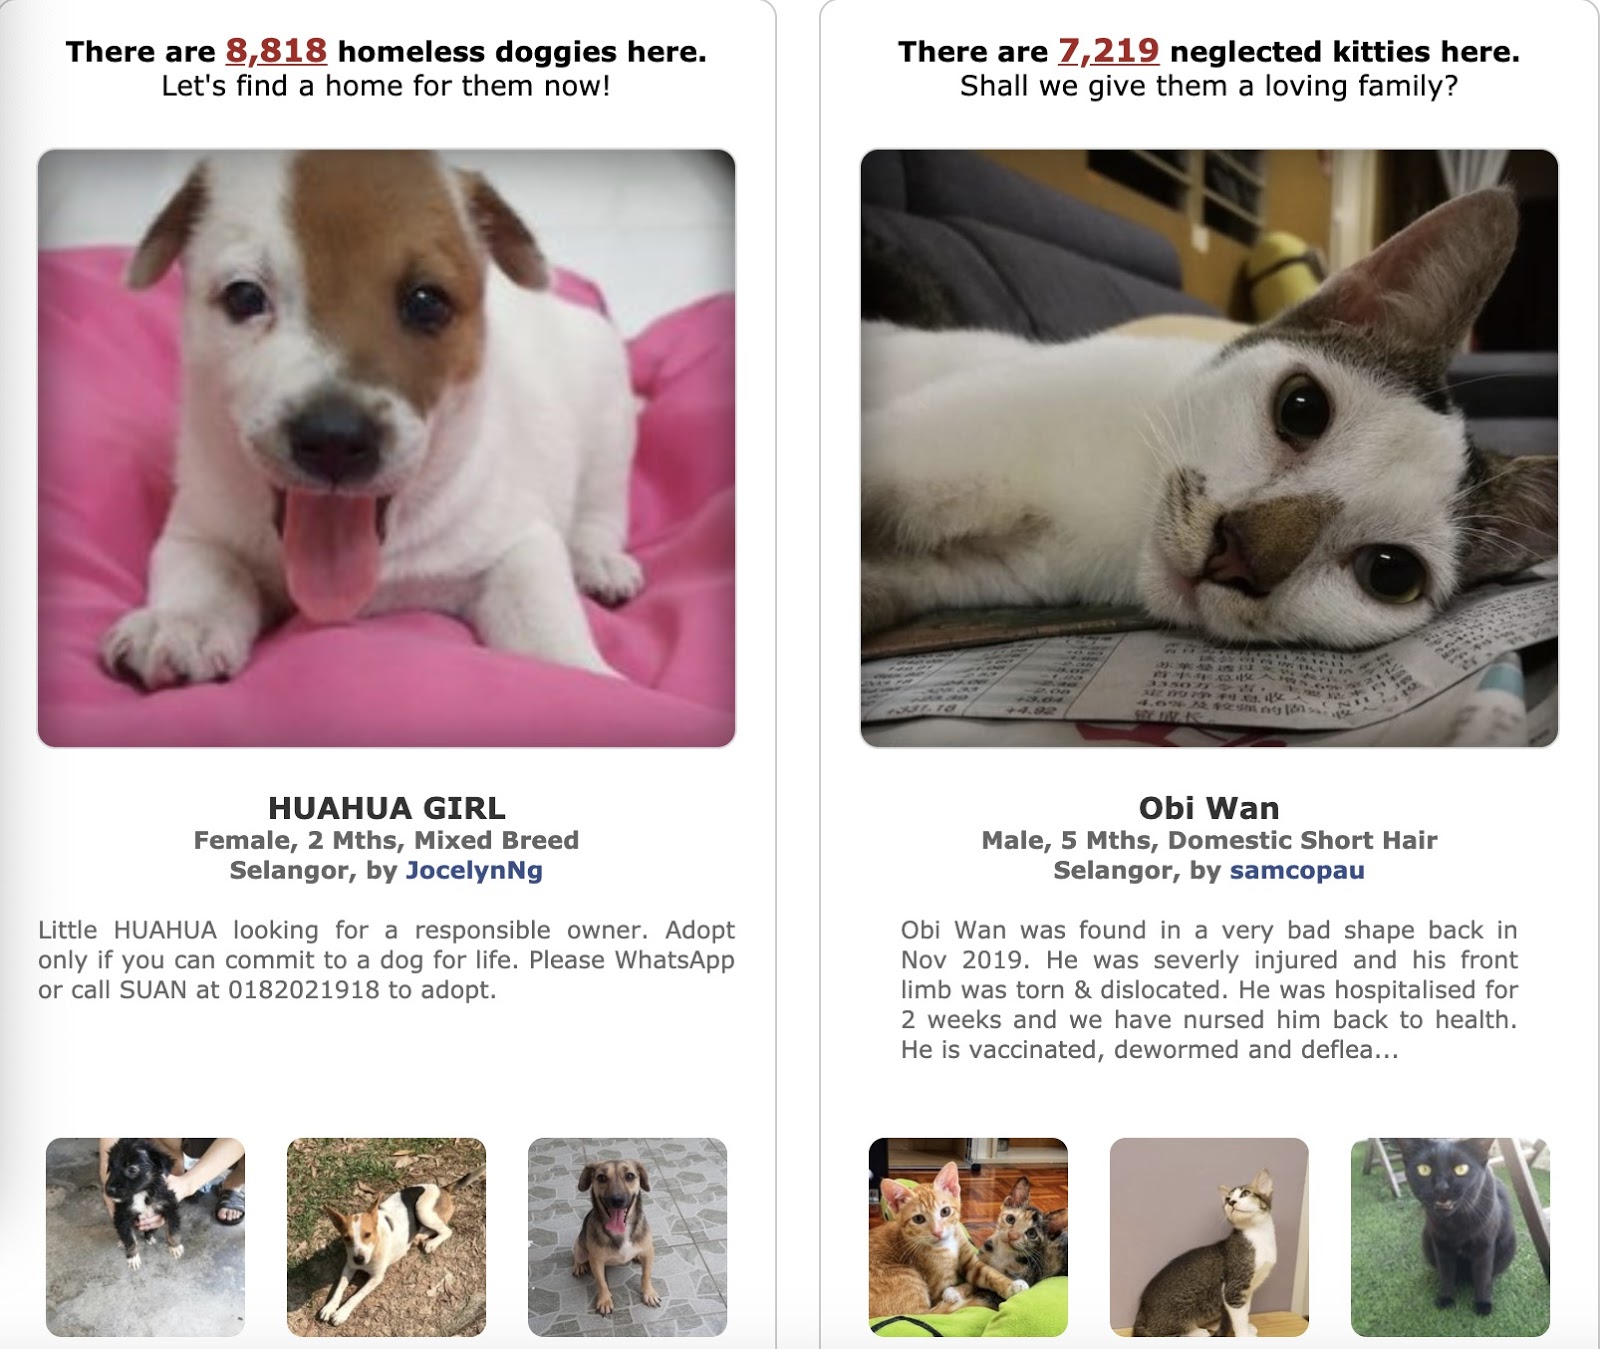 There are 8,818 homeless doggies here.
Let's find a home for them now!
HUAHUA GIRL
Female, 2 Mths, Mixed Breed
Selangor, by JocelynNg
Little HUAHUA looking for a responsible owner. Adopt
only if you can commit to a dog for life. Please WhatsApp
or call SUAN at 0182021918 to adopt.
There are 7,219 neglected kitties here.
Shall we give them a loving family?
+3.64
+4.92
Obi Wan
Male, 5 Mths, Domestic Short Hair
Selangor, by samcopau
Obi Wan was found in a very bad shape back in
Nov 2019. He was severly injured and his front
limb was torn & dislocated. He was hospitalised for
2 weeks and we have nursed him back to health.
He is vaccinated, dewormed and deflea...